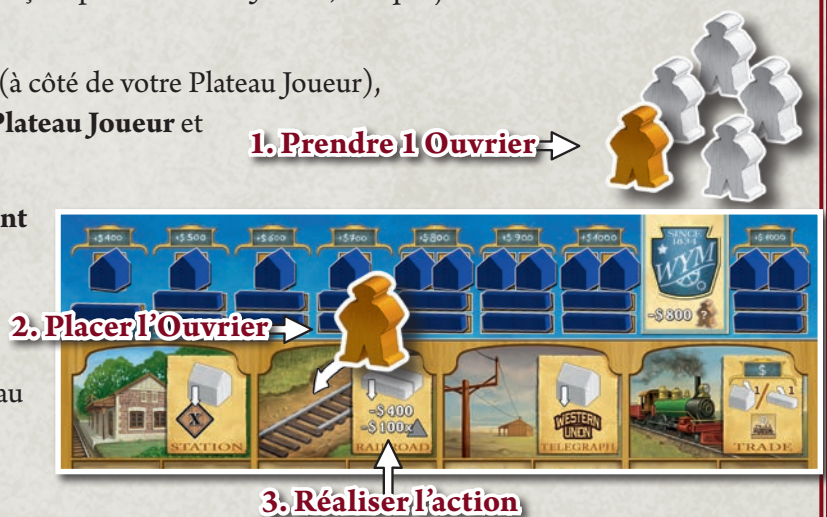 (à côté de votre Plateau Joueur),
Plateau Joueur et
1. Prendre 1 Ouvrier
nt
+$400 +$500 +$600 +$700 +$800 +$900 +$1000
SINCE
1834
WYM
-$800 ?
2. Placer l'Ouvrier
au
X
STATION
-$400
-$100x
RAILROAD
WESTERN
UNION
TELEGRAPH
$
1/1
TRADE
3. Réaliser l'action